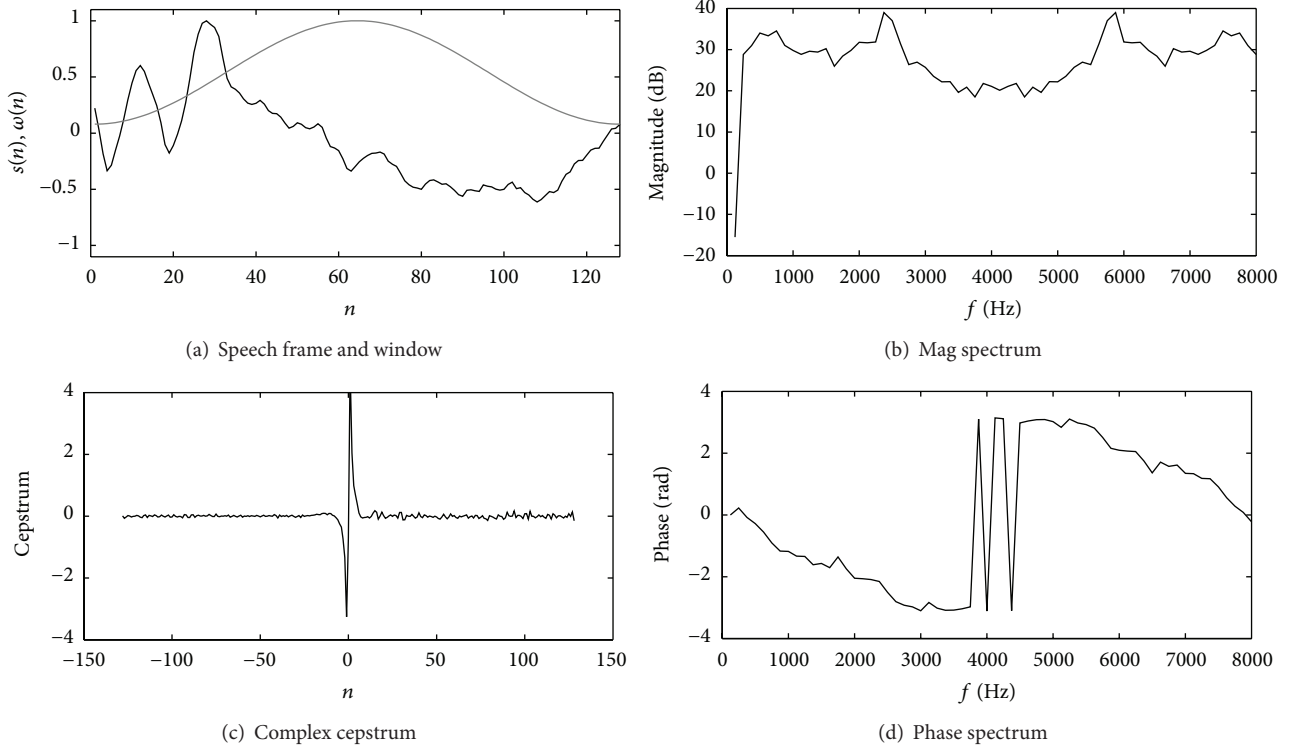 1
0.5
0
−0.5
−1
s(n), ω(n)
0 20 40 60 80 100 120
n
(a) Speech frame and window
40
30
20
10
0
−10
−20
Magnitude (dB)
0 1000 2000 3000 4000 5000 6000 7000 8000
f (Hz)
(b) Mag spectrum
4
2
0
−2
−4
Cepstrum
−150 −100 −50 0 50 100 150
n
(c) Complex cepstrum
4
2
0
−2
−4
Phase (rad)
0 1000 2000 3000 4000 5000 6000 7000 8000
f (Hz)
(d) Phase spectrum